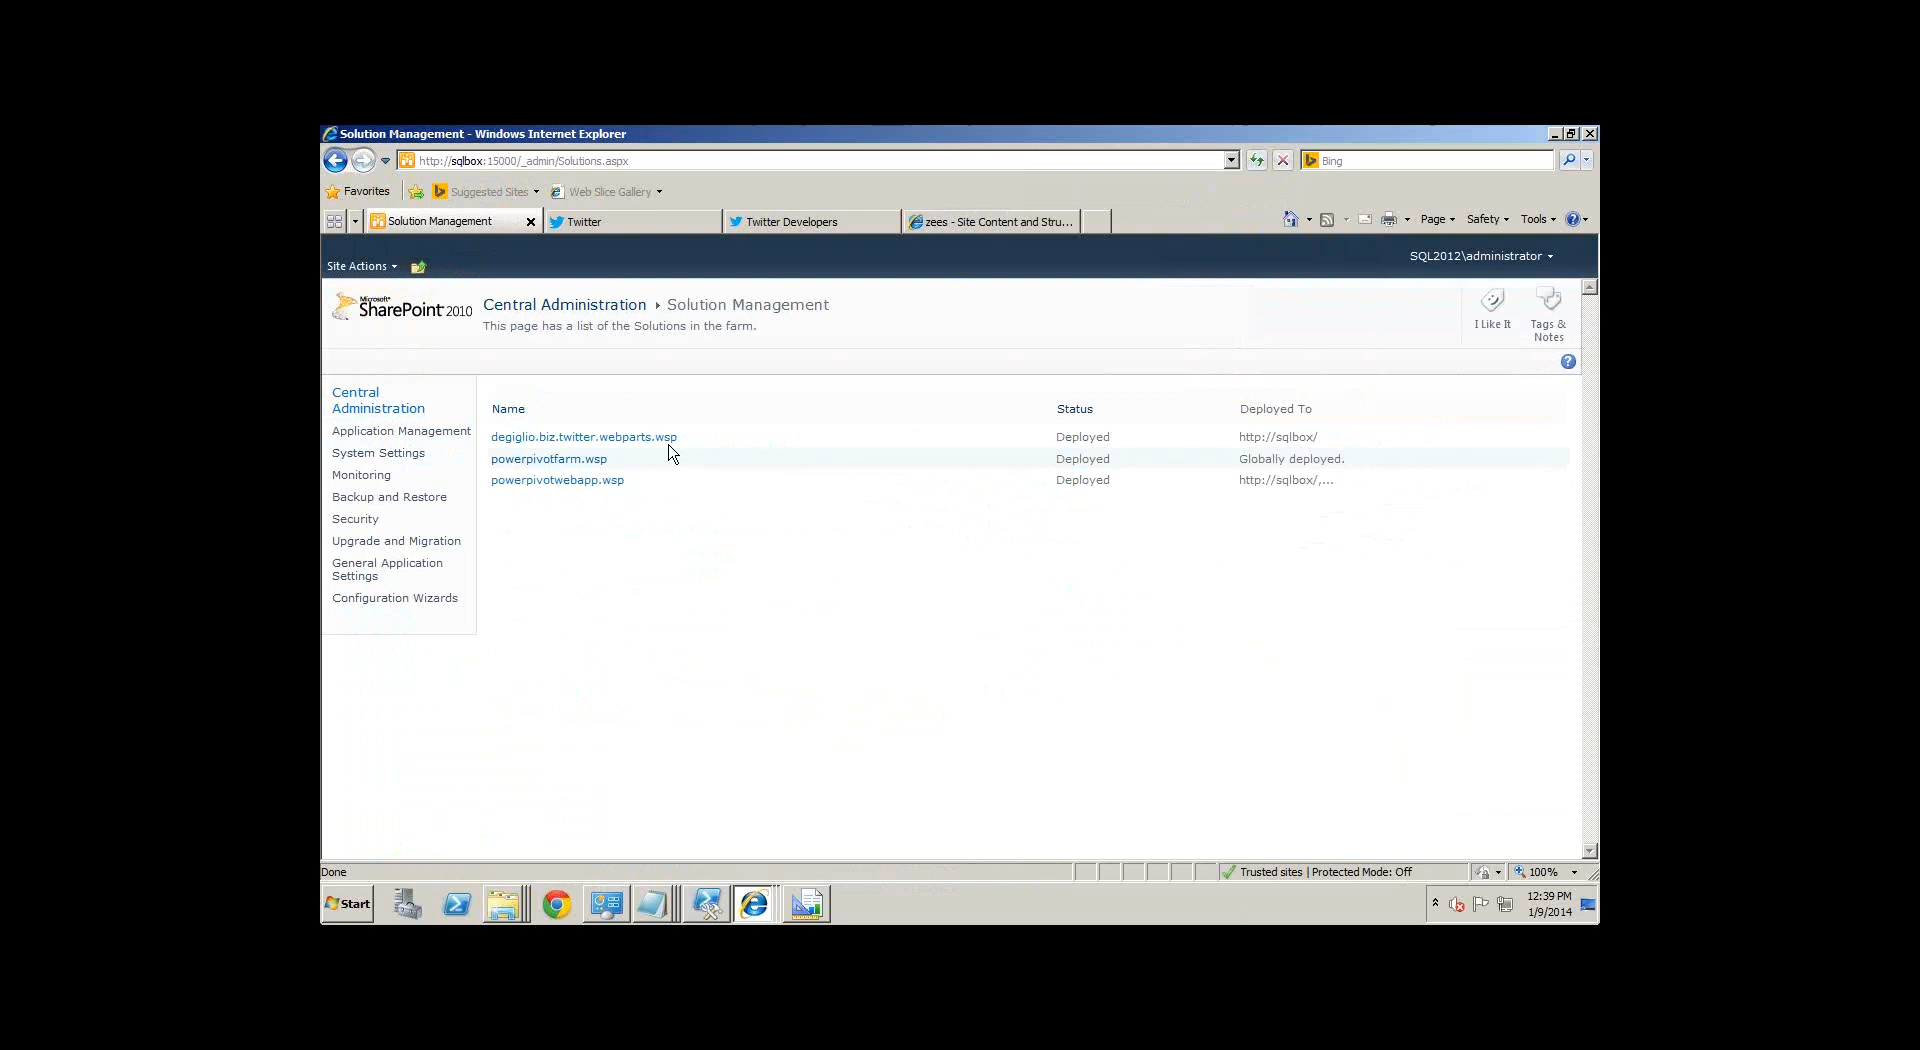 Solution Management - Windows Internet Explorer
http://sqlbox:15000/_admin/Solutions.aspx
Bing
Favorites
Suggested Sites
Web Slice Gallery
Solution Management
Twitter
Twitter Developers
zees - Site Content and Stru...
Page
Safety
Tools
Site Actions
SQL2012\administrator
Microsoft
SharePoint 2010
Central Administration
Solution Management
This page has a list of the Solutions in the farm.
I Like It
Tags &
Notes
Central
Administration
Application Management
System Settings
Monitoring
Backup and Restore
Security
Upgrade and Migration
General Application
Settings
Configuration Wizards
Name Status Deployed To
degiglio.biz.twitter.webparts.wsp Deployed http://sqlbox/
powerpivotfarm.wsp Deployed Globally deployed.
powerpivotwebapp.wsp Deployed http://sqlbox/,...
Done
Trusted sites | Protected Mode: Off
100%
Start
12:39 PM
1/9/2014